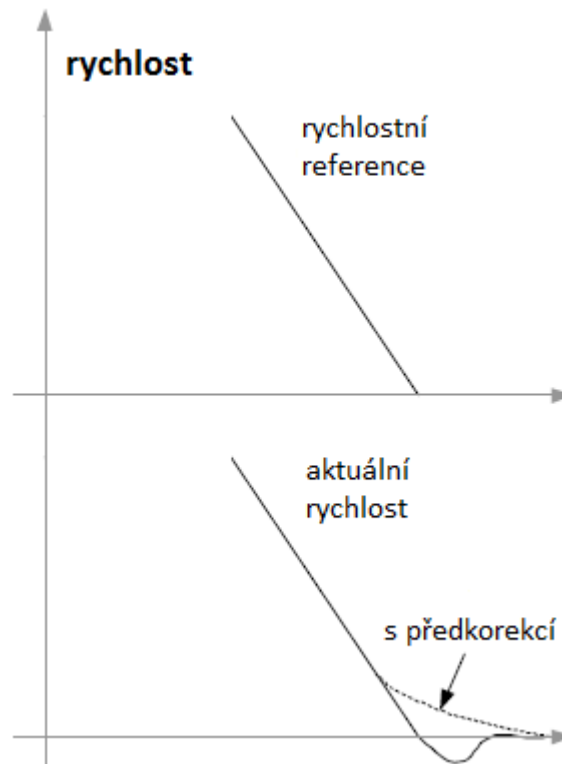 rychlost
rychlostní
reference
aktuální
rychlost
s předkorekcí